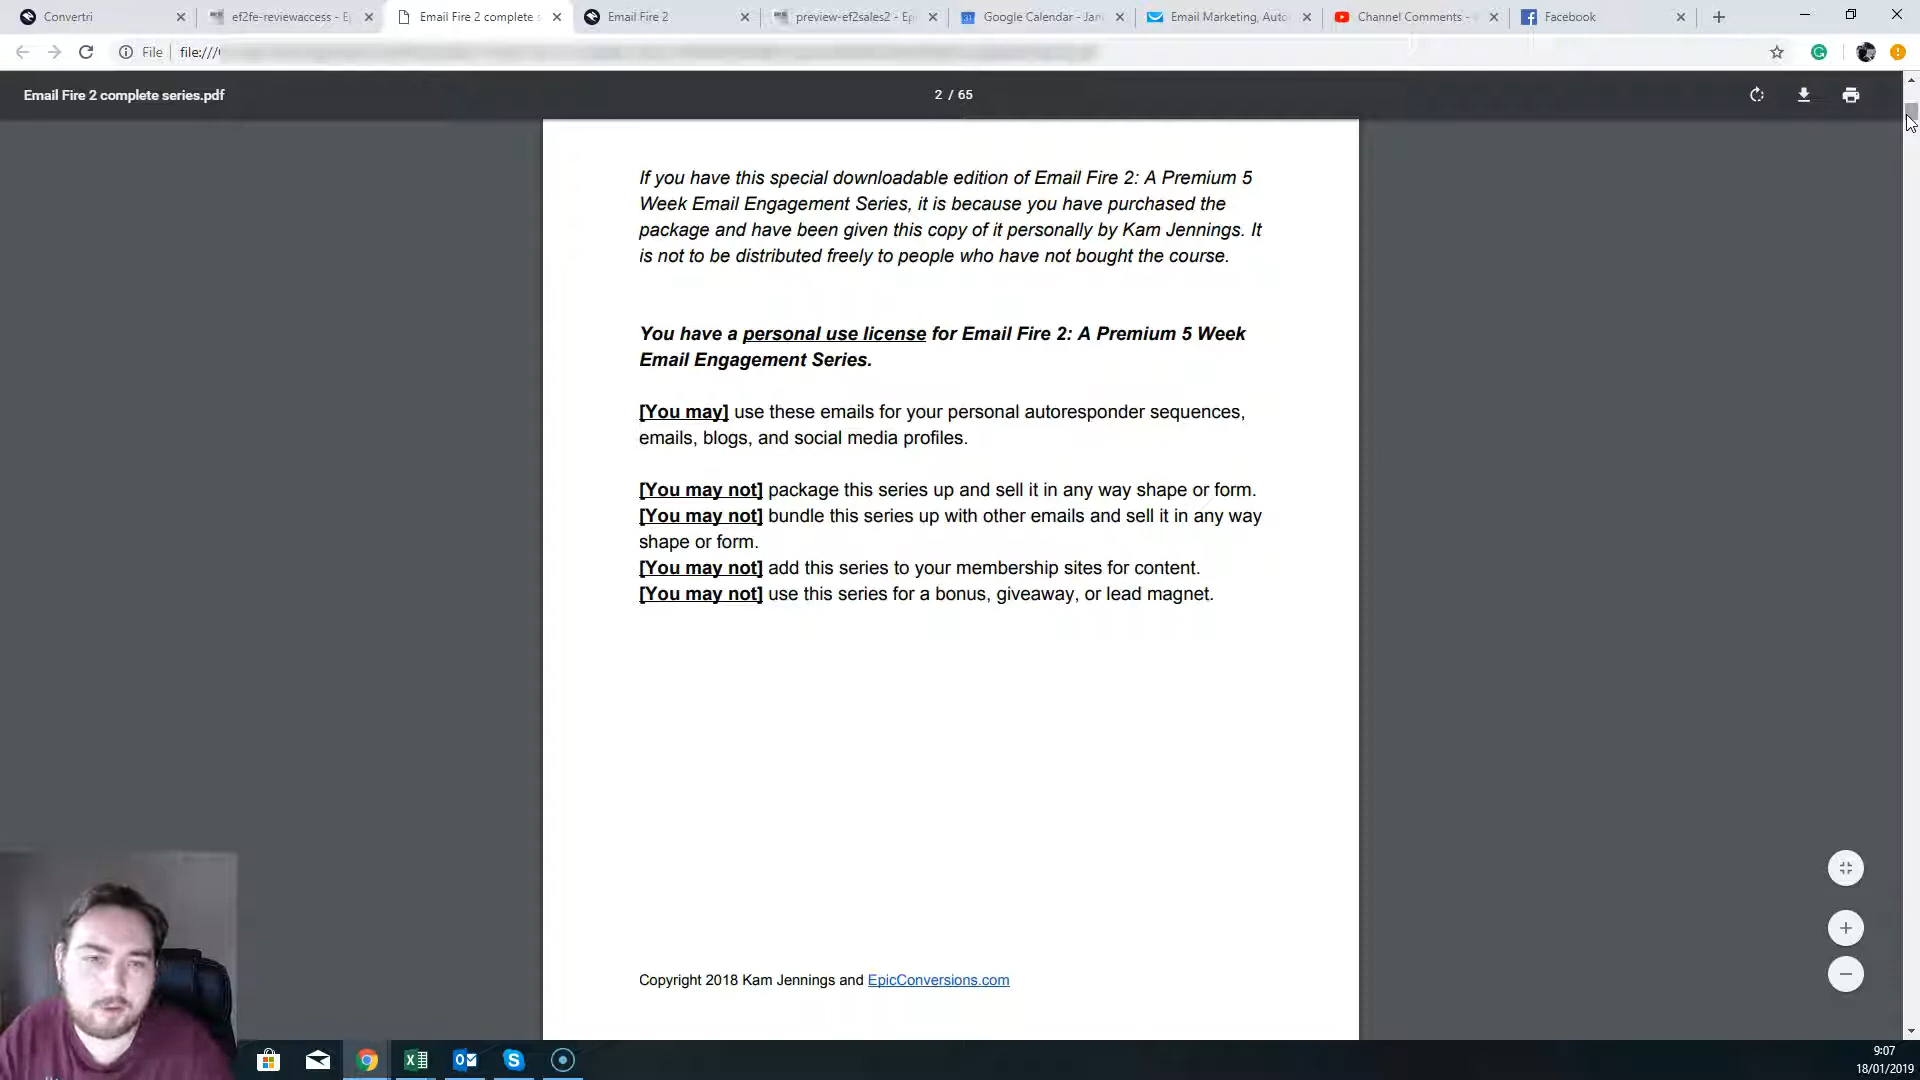 Convertri
ef2fe-reviewaccess - Ep
Email Fire 2 complete s
Email Fire 2
preview-ef2sales2 - Epi
Google Calendar - Jan
Email Marketing, Auto
Channel Comments -
Facebook
File
file:///
Email Fire 2 complete series.pdf
2 / 65
If you have this special downloadable edition of Email Fire 2: A Premium 5
Week Email Engagement Series, it is because you have purchased the
package and have been given this copy of it personally by Kam Jennings. It
is not to be distributed freely to people who have not bought the course.
You have a personal use license for Email Fire 2: A Premium 5 Week
Email Engagement Series.
[You may] use these emails for your personal autoresponder sequences,
emails, blogs, and social media profiles.
[You may not] package this series up and sell it in any way shape or form.
[You may not] bundle this series up with other emails and sell it in any way
shape or form.
[You may not] add this series to your membership sites for content.
[You may not] use this series for a bonus, giveaway, or lead magnet.
Copyright 2018 Kam Jennings and EpicConversions.com
9:07
18/01/2019